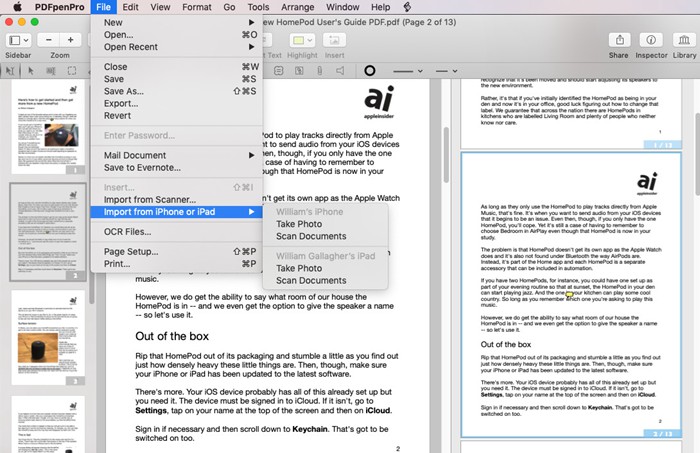 PDFpenPro File Edit View Format Go Tools Arrange Window Help
ew HomePod User's Guide PDF.pdf (Page 2 of 13)
Sidebar Zoom Text Highlight Insert Share Inspector Library
New
Open... ⌘O
Open Recent
Close ⌘W
Save ⌘S
Save As... ⇧⌘S
Export...
Revert
Enter Password...
Mail Document
Save to Evernote...
Insert... ⇧⌘I
Import from Scanner...
Import from iPhone or iPad
OCR Files...
Page Setup... ⇧⌘P
Print... ⌘P
William's iPhone
Take Photo
Scan Documents
William Gallagher's iPad
Take Photo
Scan Documents
1
2
3
ai
appleinsider
Pod to play tracks directly from Apple
nt to send audio from your iOS devices
hen, though, if you only have the one
case of having to remember to
ough that HomePod is now in your
n't get its own app as the Apple Watch
music.
However, we do get the ability to say what room of our house the
HomePod is in -- and we even get the option to give the speaker a name
-- so let's use it.
Out of the box
Rip that HomePod out of its packaging and stumble a little as you find out
just how densely heavy these little things are. Then, though, make sure
your iPhone or iPad has been updated to the latest software.
There's more. Your iOS device probably has all of this already set up but
you need it. The device must be signed in to iCloud. If it isn't, go to
Settings, tap on your name at the top of the screen and then on iCloud.
Sign in if necessary and then scroll down to Keychain. That's got to be
switched on too.
2
recognize that it's been moved and should start adjusting its speakers to
the new environment.
Rather, it's that if you've initially identified the HomePod as being in your
den and now it's in your office, good luck figuring out how to change that
label. We guarantee that across the nation there are HomePods in
kitchens who are labelled Living Room and plenty of people who neither
know nor care.
1
1 / 13
ai
appleinsider
As long as they only use the HomePod to play tracks directly from Apple
Music, that's fine. It's when you want to send audio from your iOS devices
that it begins to be an issue. Even then, though, if you only have the one
HomePod, you'll cope. Yet it's still a case of having to remember to
choose Bedroom in AirPlay even though that HomePod is now in your
study.
The problem is that HomePod doesn't get its own app as the Apple Watch
does and it's also not found under Bluetooth the way AirPods are.
Instead, it's part of the Home app and each HomePod is a separate
accessory that can be included in automation.
If you have two HomePods, for instance, you could have one set up as
part of your evening routine so that at sunset, the HomePod in your den
can start playing jazz. And the one in your kitchen can play some cool
country. So long as you remember which one you're asking to play this
music.
However, we do get the ability to say what room of our house the
HomePod is in -- and we even get the option to give the speaker a name
-- so let's use it.
Out of the box
Rip that HomePod out of its packaging and stumble a little as you find out
just how densely heavy these little things are. Then, though, make sure
your iPhone or iPad has been updated to the latest software.
There's more. Your iOS device probably has all of this already set up but
you need it. The device must be signed in to iCloud. If it isn't, go to
Settings, tap on your name at the top of the screen and then on iCloud.
Sign in if necessary and then scroll down to Keychain. That's got to be
switched on too.
2
2 / 13